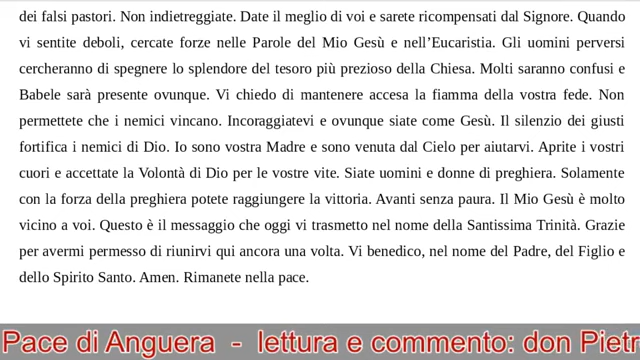 dei falsi pastori. Non indietreggiate. Date il meglio di voi e sarete ricompensati dal Signore. Quando
vi sentite deboli, cercate forze nelle Parole del Mio Gesù e nell’Eucaristia. Gli uomini perversi
cercheranno di spegnere lo splendore del tesoro più prezioso della Chiesa. Molti saranno confusi e
Babele sarà presente ovunque. Vi chiedo di mantenere accesa la fiamma della vostra fede. Non
permettete che i nemici vincano. Incoraggiatevi e ovunque siate come Gesù. Il silenzio dei giusti
fortifica i nemici di Dio. Io sono vostra Madre e sono venuta dal Cielo per aiutarvi. Aprite i vostri
cuori e accettate la Volontà di Dio per le vostre vite. Siate uomini e donne di preghiera. Solamente
con la forza della preghiera potete raggiungere la vittoria. Avanti senza paura. Il Mio Gesù è molto
vicino a voi. Questo è il messaggio che oggi vi trasmetto nel nome della Santissima Trinità. Grazie
per avermi permesso di riunirvi qui ancora una volta. Vi benedico, nel nome del Padre, del Figlio e
dello Spirito Santo. Amen. Rimanete nella pace.
Pace di Anguera - lettura e commento: don Pietr